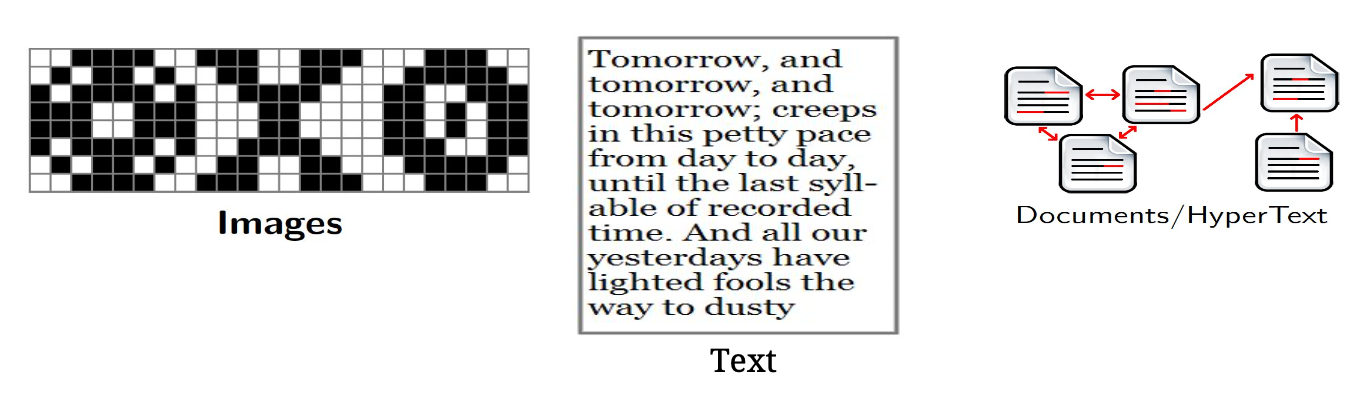 Images
Tomorrow, and
tomorrow, and
tomorrow; creeps
in this petty pace
from day to day,
until the last syll-
able of recorded
time. And all our
yesterdays have
lighted fools the
way to dusty
Text
Documents/HyperText